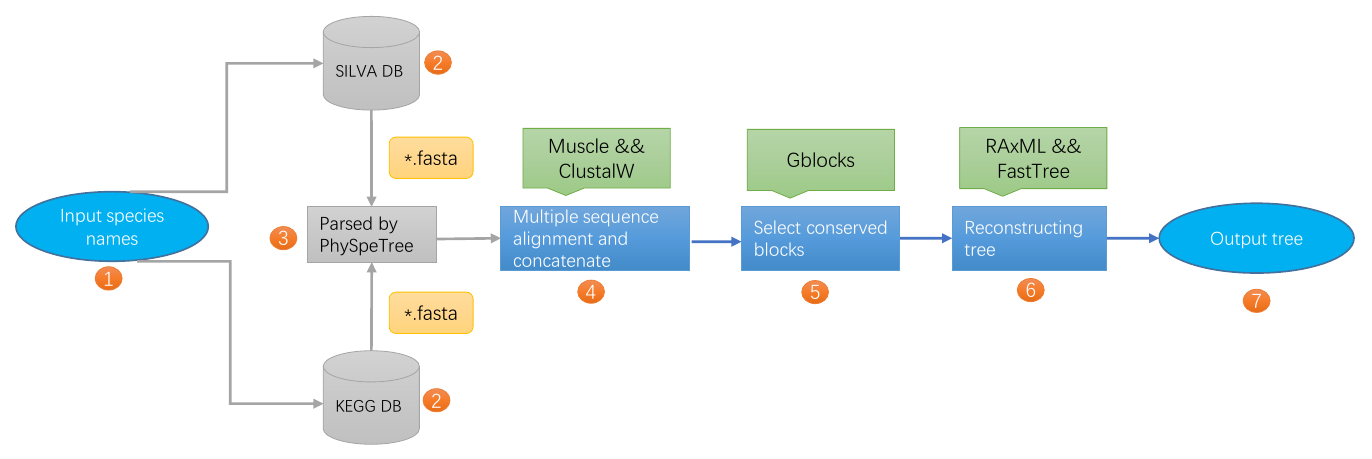 SILVA DB
2
*.fasta
Input species
names
1
3
Parsed by
PhySpeTree
*.fasta
KEGG DB
2
Muscle &&
ClustalW
Multiple sequence
alignment and
concatenate
4
Gblocks
Select conserved
blocks
5
RAxML &&
FastTree
Reconstructing
tree
6
Output tree
7